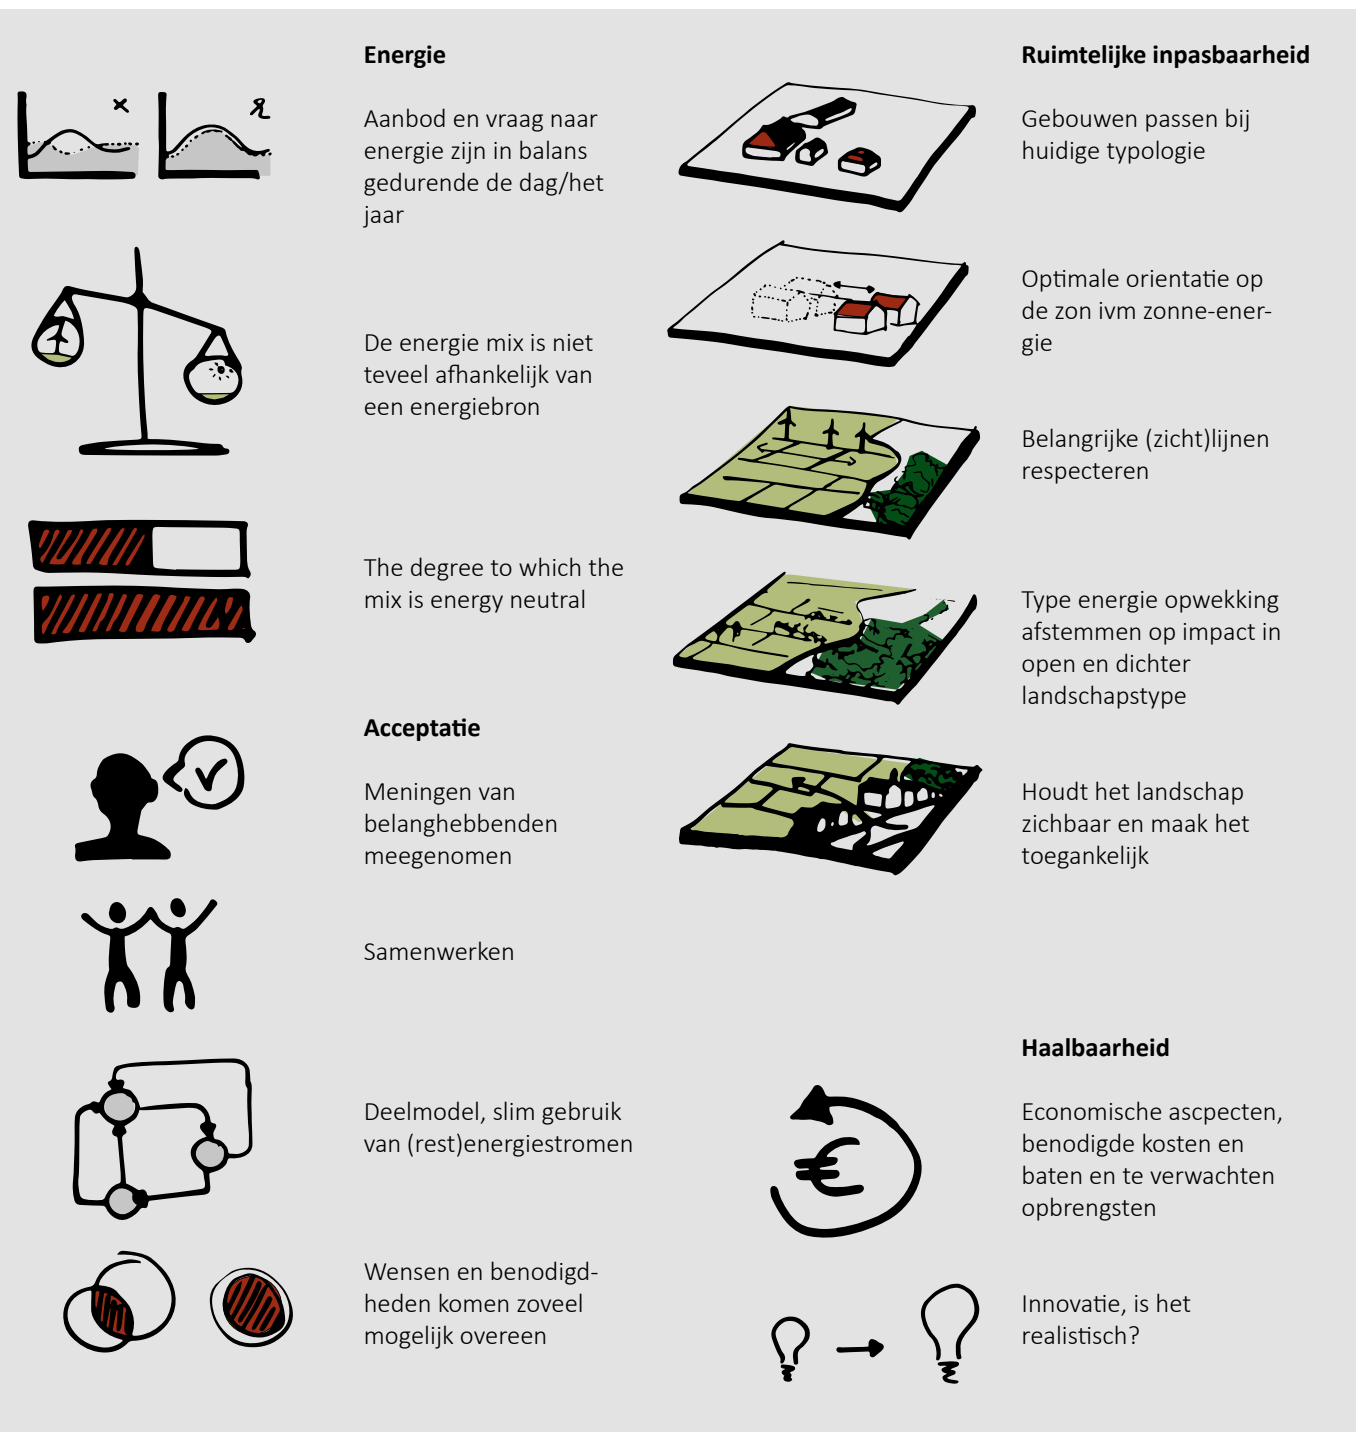 Energie
Aanbod en vraag naar
energie zijn in balans
gedurende de dag/het
jaar
De energie mix is niet
teveel afhankelijk van
een energiebron
The degree to which the
mix is energy neutral
Acceptatie
Meningen van
belanghebbenden
meegenomen
Samenwerken
Deelmodel, slim gebruik
van (rest)energiestromen
Wensen en benodigd-
heden komen zoveel
mogelijk overeen
Ruimtelijke inpasbaarheid
Gebouwen passen bij
huidige typologie
Optimale orientatie op
de zon ivm zonne-ener-
gie
Belangrijke (zicht)lijnen
respecteren
Type energie opwekking
afstemmen op impact in
open en dichter
landschapstype
Houdt het landschap
zichbaar en maak het
toegankelijk
Haalbaarheid
€
Economische ascpecten,
benodigde kosten en
baten en te verwachten
opbrengsten
Innovatie, is het
realistisch?